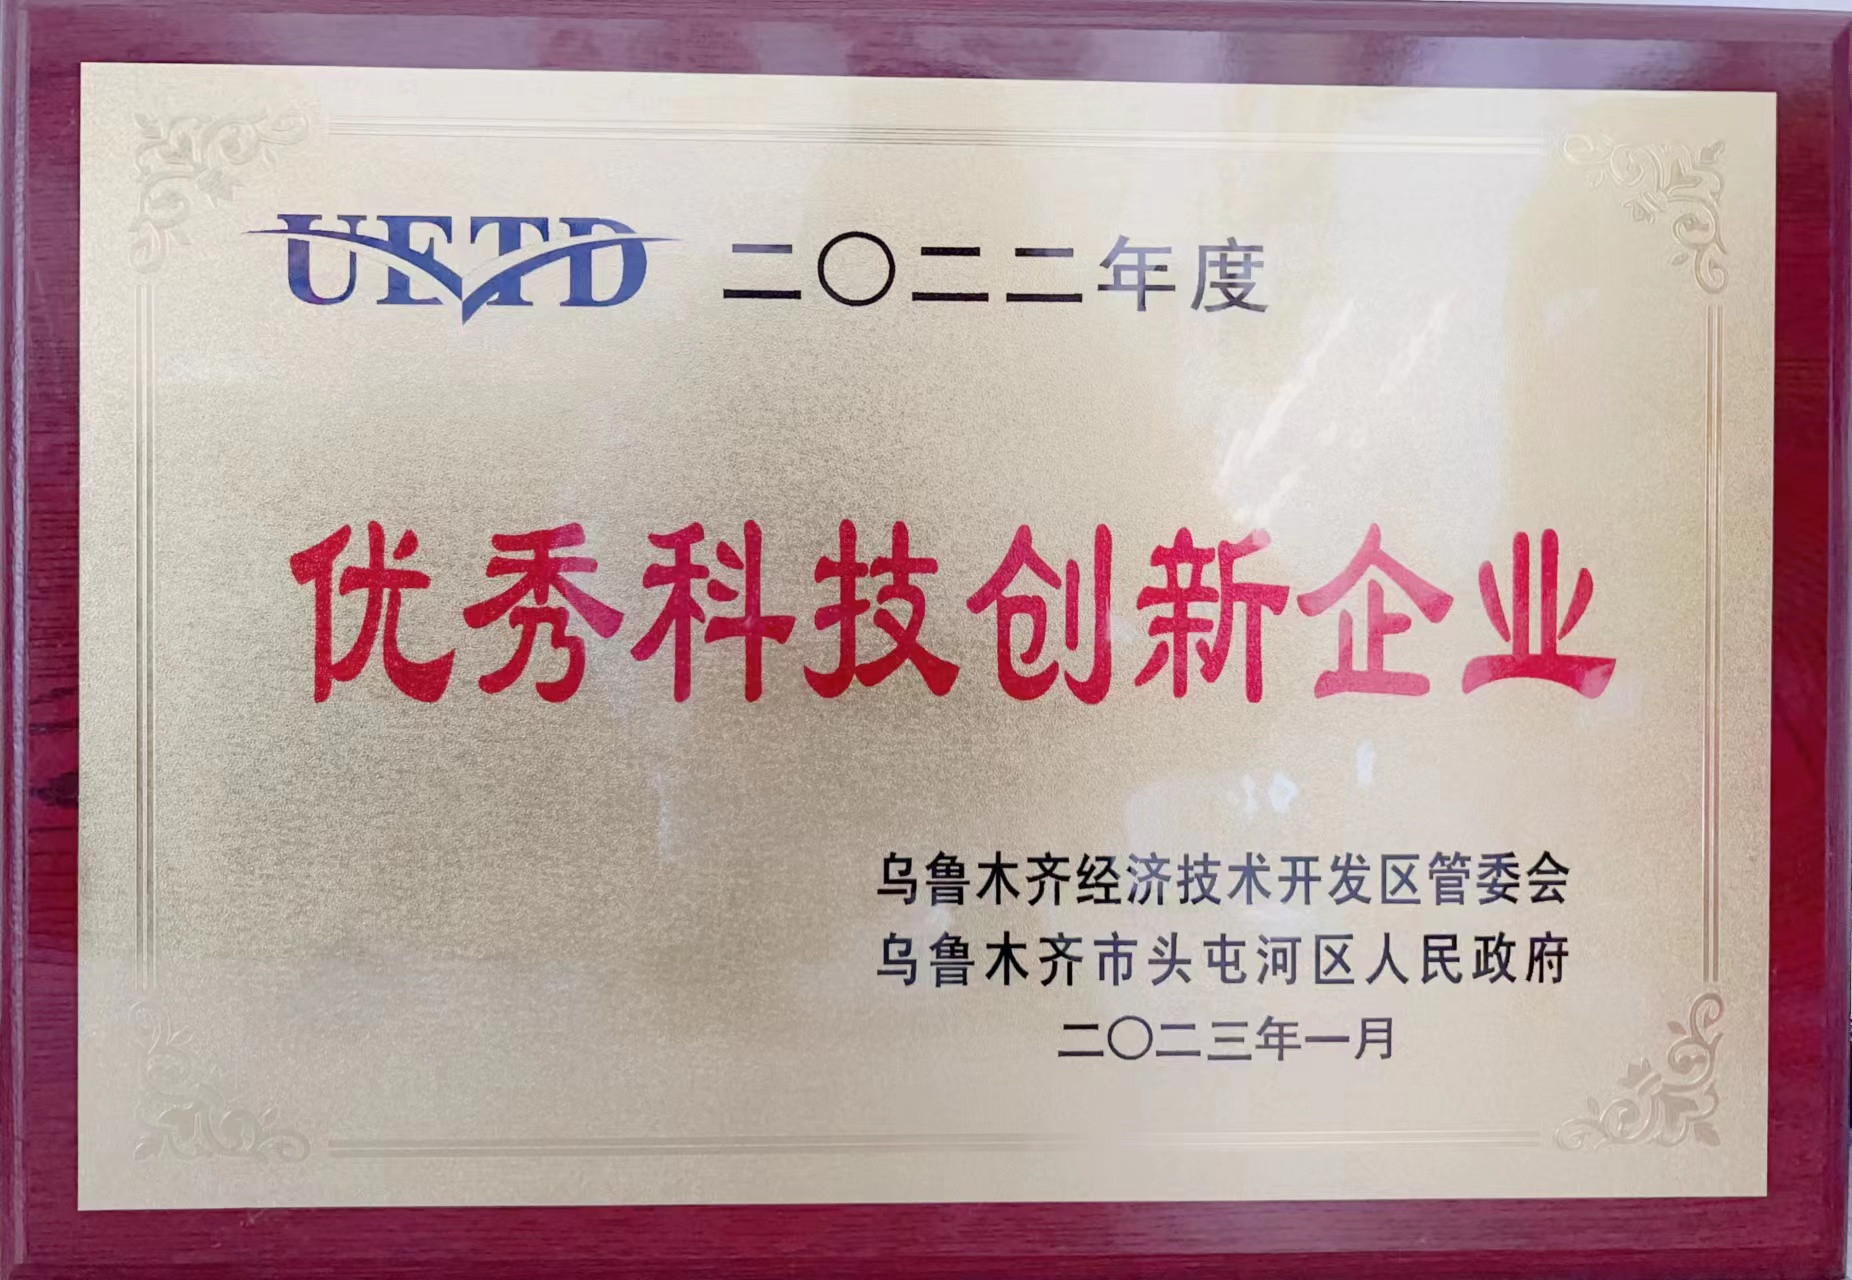 UETD 二〇二二年度
优秀科技创新企业
乌鲁木齐经济技术开发区管委会
乌鲁木齐市头屯河区人民政府
二〇二三年一月